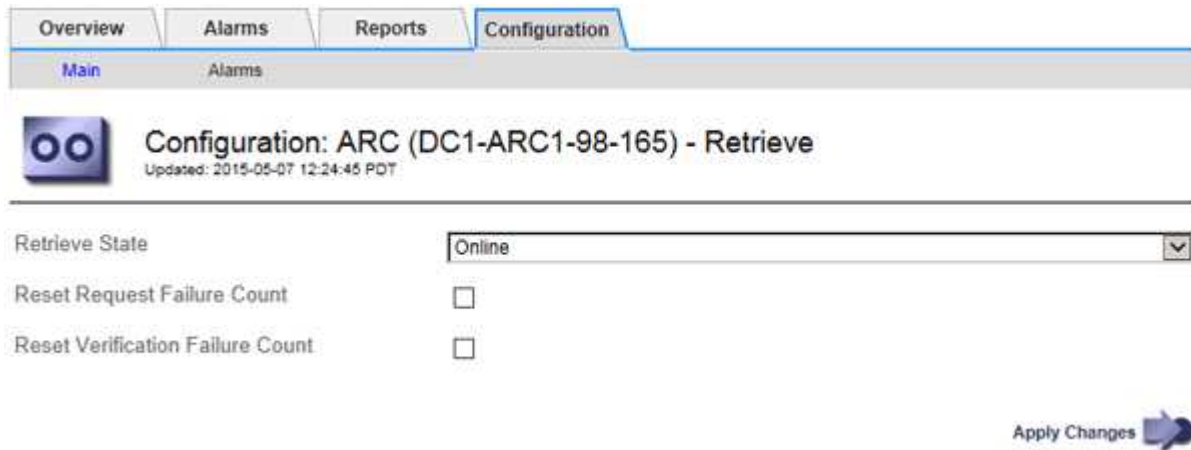 Overview Alarms Reports Configuration
Main Alarms
Configuration: ARC (DC1-ARC1-98-165) - Retrieve
Updated: 2015-05-07 12:24:45 PDT
Retrieve State Online
Reset Request Failure Count
Reset Verification Failure Count
Apply Changes